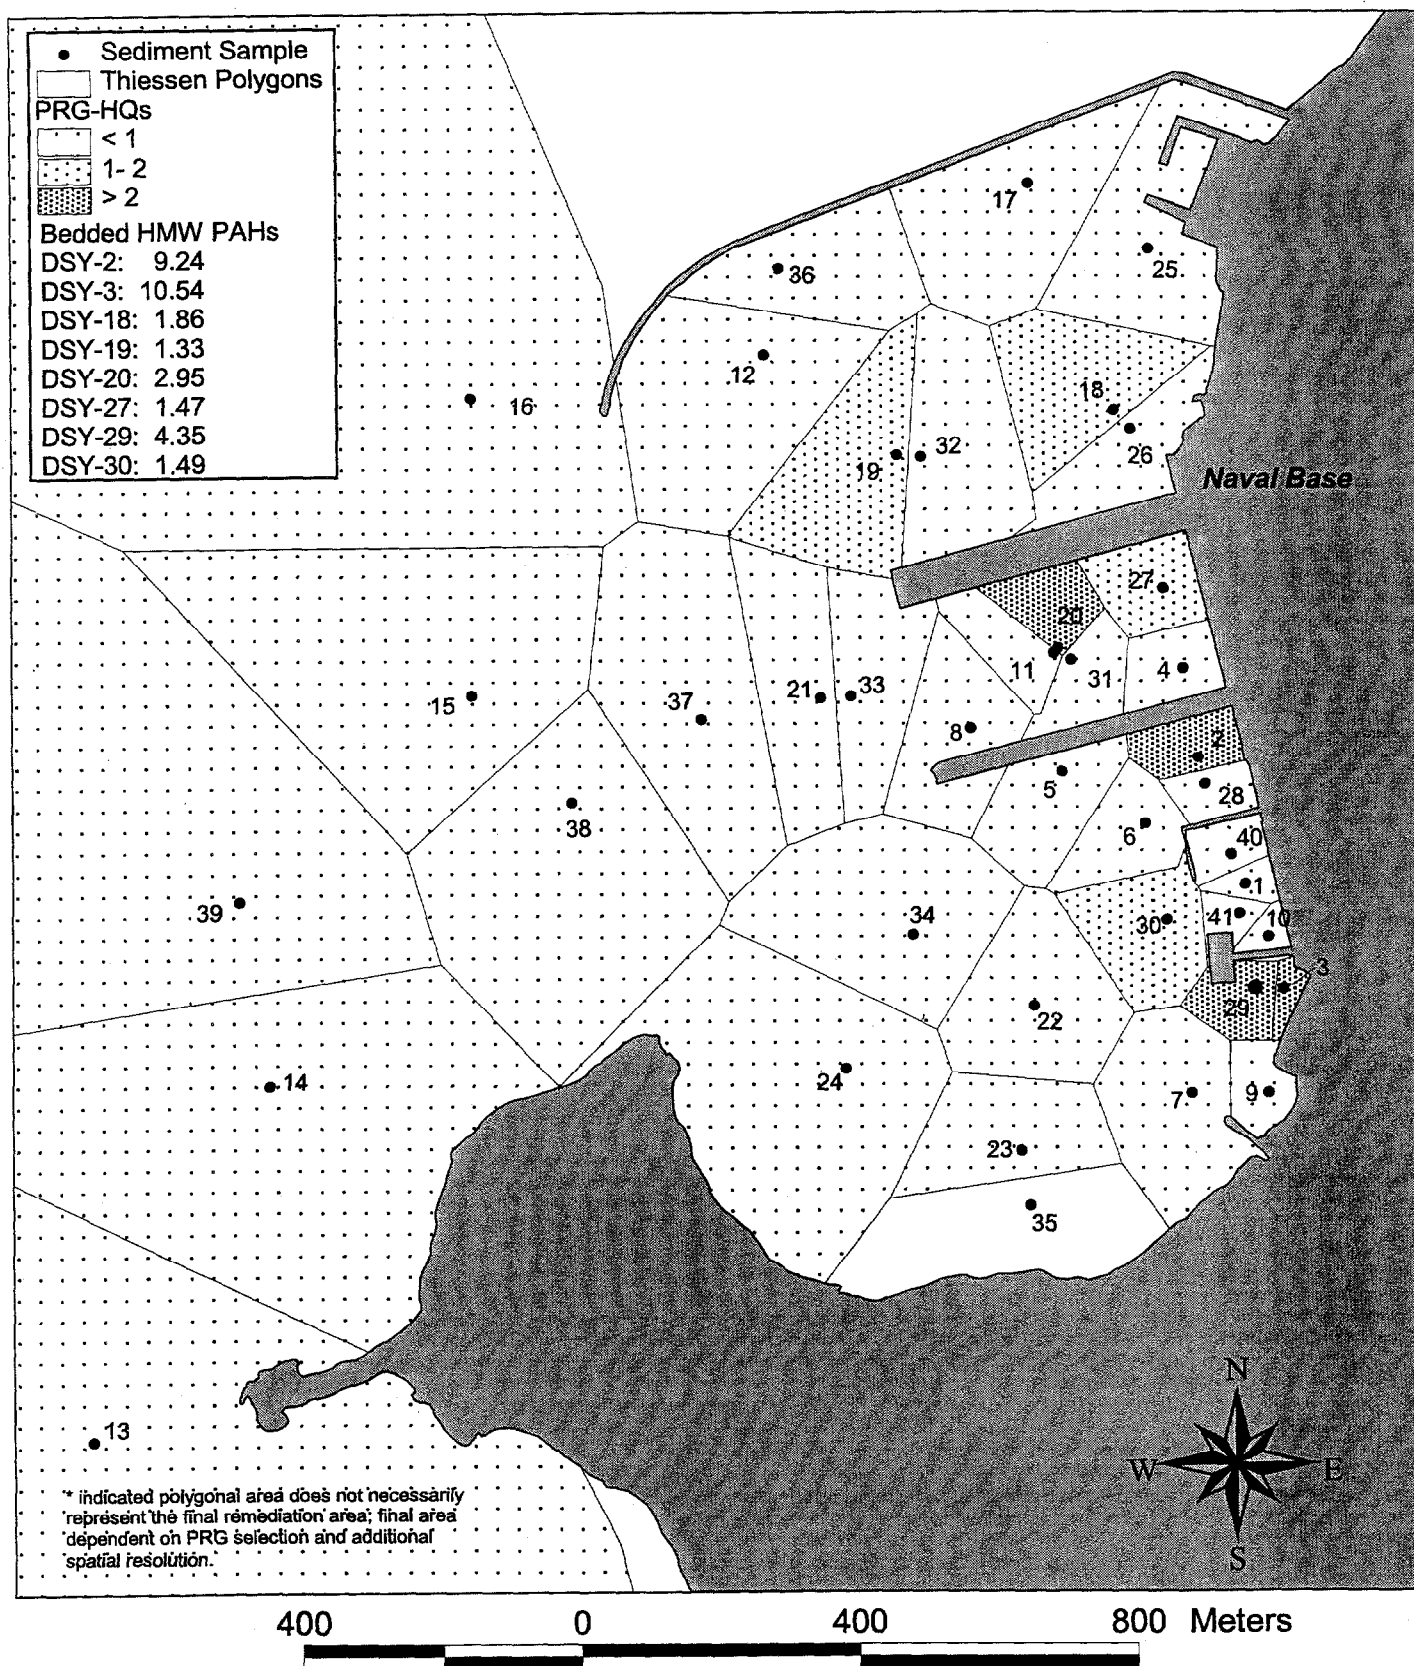 Sediment Sample
Thiessen Polygons
PRG-HQs
< 1
1- 2
> 2
Bedded HMW PAHs
DSY-2: 9.24
DSY-3: 10.54
DSY-18: 1.86
DSY-19: 1.33
DSY-20: 2.95
DSY-27: 1.47
DSY-29: 4.35
DSY-30: 1.49
17
25
36
12
16
18
26
19
32
Naval Base
27
20
11
31
4
15
37
21
33
8
2
5
28
38
6
40
1
39
34
30
41
10
3
29
22
14
24
7
9
23
35
13
N
W
E
S
* indicated polygonal area does not necessarily
represent the final remediation area; final area
dependent on PRG selection and additional
spatial resolution.
400 0 400 800 Meters